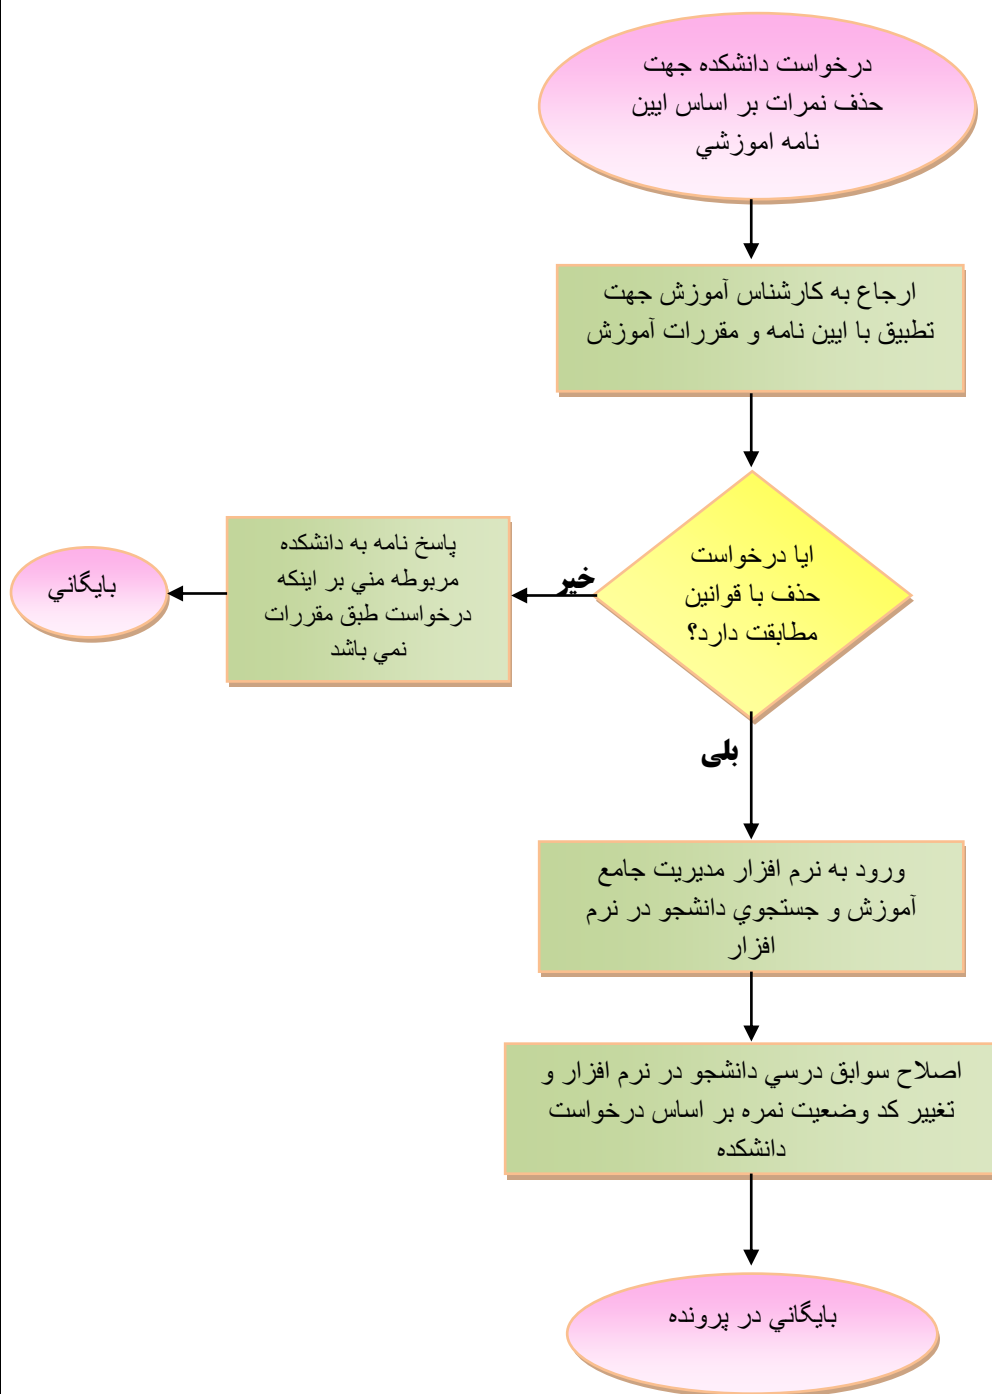 درخواست دانشكده جهت
حذف نمرات بر اساس ايين
نامه اموزشي
ارجاع به كارشناس آموزش جهت
تطبيق با ايين نامه و مقررات آموزش
ايا درخواست
حذف با قوانين
مطابقت دارد؟
خیر
پاسخ نامه به دانشكده
مربوطه مني بر اينكه
درخواست طبق مقررات
نمي باشد
بايگاني
بلی
ورود به نرم افزار مديريت جامع
آموزش و جستجوي دانشجو در نرم
افزار
اصلاح سوابق درسي دانشجو در نرم افزار و
تغيير كد وضعيت نمره بر اساس درخواست
دانشكده
بايگاني در پرونده